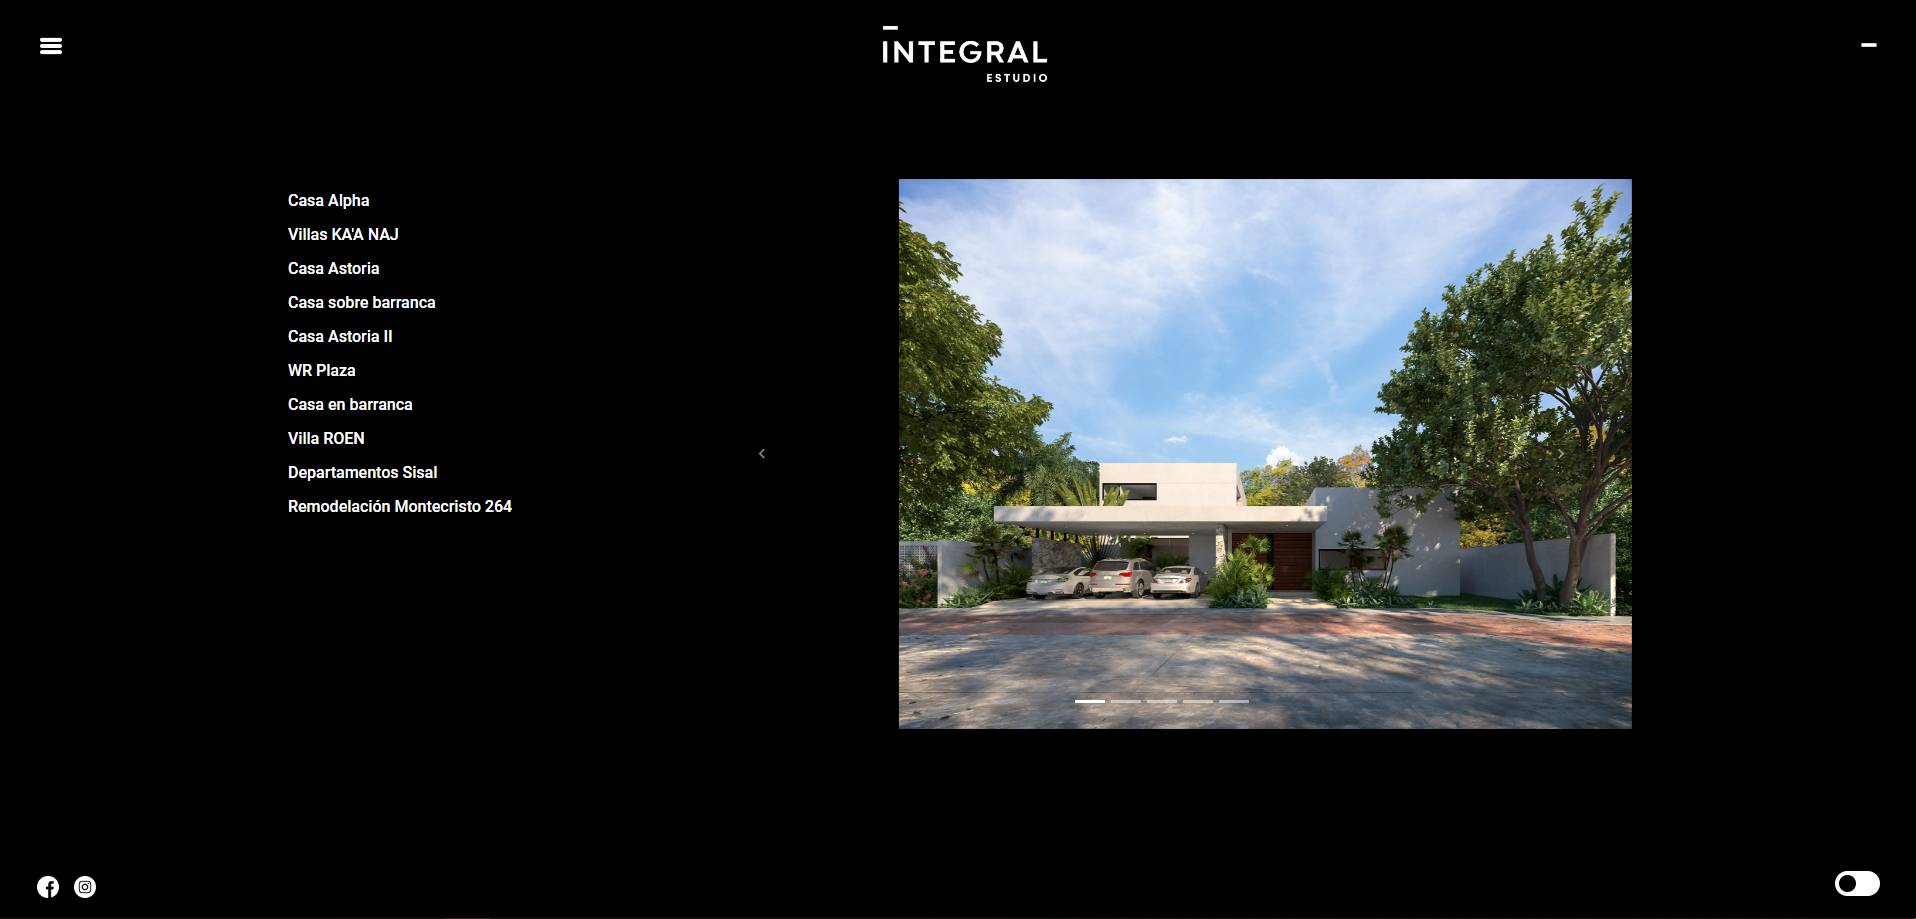 INTEGRAL
ESTUDIO
Casa Alpha
Villas KA'A NAJ
Casa Astoria
Casa sobre barranca
Casa Astoria II
WR Plaza
Casa en barranca
Villa ROEN
Departamentos Sisal
Remodelación Montecristo 264